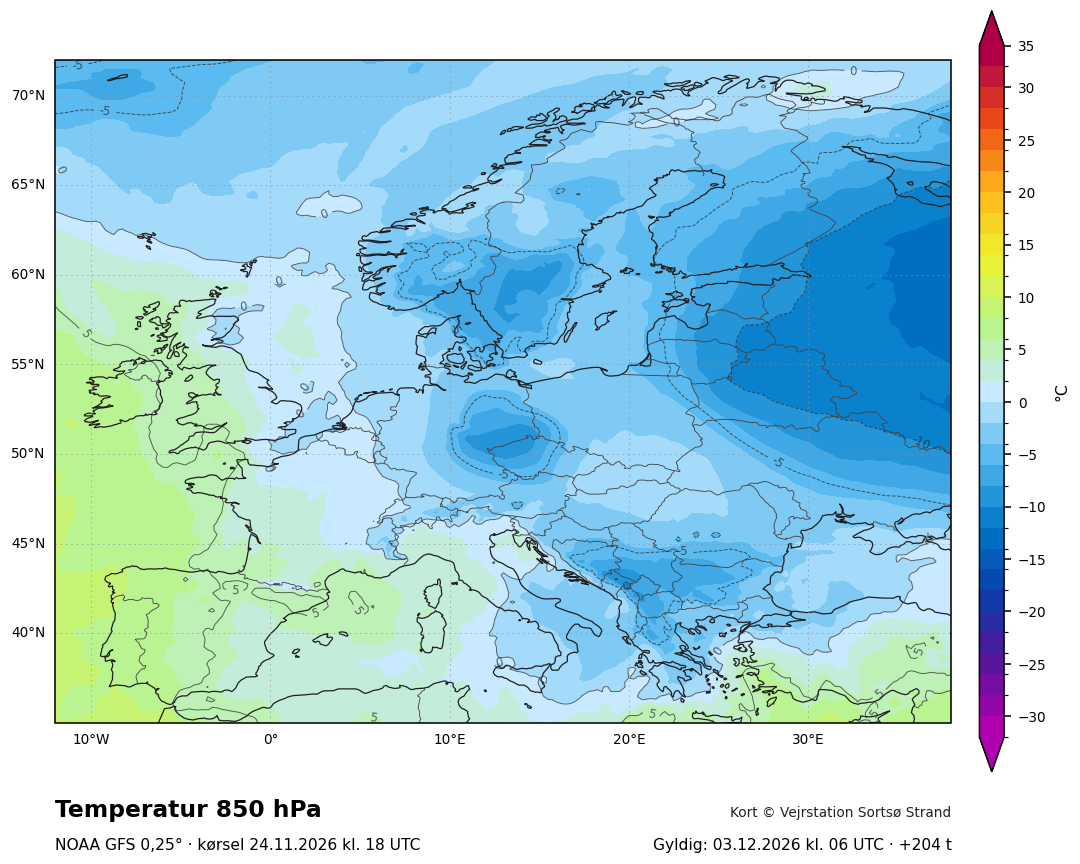 35
30
25
20
15
10
5
0
−5
−10
−15
−20
−25
−30
°C
70°N
65°N
60°N
55°N
50°N
45°N
40°N
10°W
0°
10°E
20°E
30°E
Temperatur 850 hPa
Kort © Vejrstation Sortsø Strand
NOAA GFS 0,25° · kørsel 24.11.2026 kl. 18 UTC
Gyldig: 03.12.2026 kl. 06 UTC · +204 t